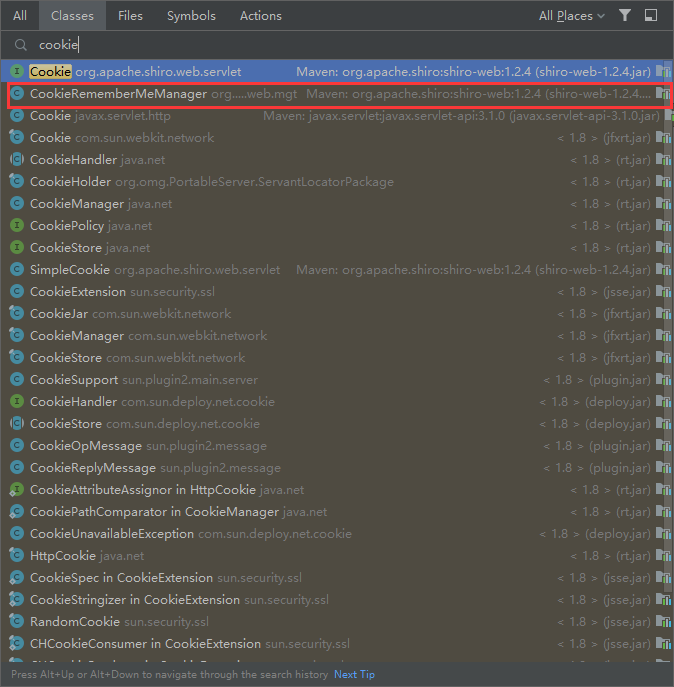 All Classes Files Symbols Actions All Places
cookie
Cookie org.apache.shiro.web.servlet Maven: org.apache.shiro:shiro-web:1.2.4 (shiro-web-1.2.4.jar)
CookieRememberMeManager org.....web.mgt Maven: org.apache.shiro:shiro-web:1.2.4 (shiro-web-1.2.4....
Cookie javax.servlet.http Maven: javax.servlet:javax.servlet-api:3.1.0 (javax.servlet-api-3.1.0.jar)
Cookie com.sun.webkit.network < 1.8 > (jfxrt.jar)
CookieHandler java.net < 1.8 > (rt.jar)
CookieHolder org.omg.PortableServer.ServantLocatorPackage < 1.8 > (rt.jar)
CookieManager java.net < 1.8 > (rt.jar)
CookiePolicy java.net < 1.8 > (rt.jar)
CookieStore java.net < 1.8 > (rt.jar)
SimpleCookie org.apache.shiro.web.servlet Maven: org.apache.shiro:shiro-web:1.2.4 (shiro-web-1.2.4.jar)
CookieExtension sun.security.ssl < 1.8 > (jsse.jar)
CookieJar com.sun.webkit.network < 1.8 > (jfxrt.jar)
CookieManager com.sun.webkit.network < 1.8 > (jfxrt.jar)
CookieStore com.sun.webkit.network < 1.8 > (jfxrt.jar)
CookieSupport sun.plugin2.main.server < 1.8 > (plugin.jar)
CookieHandler com.sun.deploy.net.cookie < 1.8 > (deploy.jar)
CookieStore com.sun.deploy.net.cookie < 1.8 > (deploy.jar)
CookieOpMessage sun.plugin2.message < 1.8 > (plugin.jar)
CookieReplyMessage sun.plugin2.message < 1.8 > (plugin.jar)
CookieAttributeAssignor in HttpCookie java.net < 1.8 > (rt.jar)
CookiePathComparator in CookieManager java.net < 1.8 > (rt.jar)
CookieUnavailableException com.sun.deploy.net.cookie < 1.8 > (deploy.jar)
HttpCookie java.net < 1.8 > (rt.jar)
CookieSpec in CookieExtension sun.security.ssl < 1.8 > (jsse.jar)
CookieStringizer in CookieExtension sun.security.ssl < 1.8 > (jsse.jar)
RandomCookie sun.security.ssl < 1.8 > (jsse.jar)
CHCookieConsumer in CookieExtension sun.security.ssl < 1.8 > (jsse.jar)
Press Alt+Up or Alt+Down to navigate through the search history Next Tip